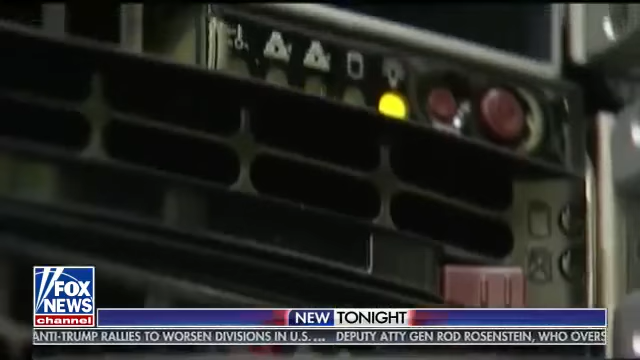 FOX
NEWS
channel
NEW TONIGHT
ANTI-TRUMP RALLIES TO WORSEN DIVISIONS IN U.S. ... DEPUTY ATTY GEN ROD ROSENSTEIN, WHO OVERS